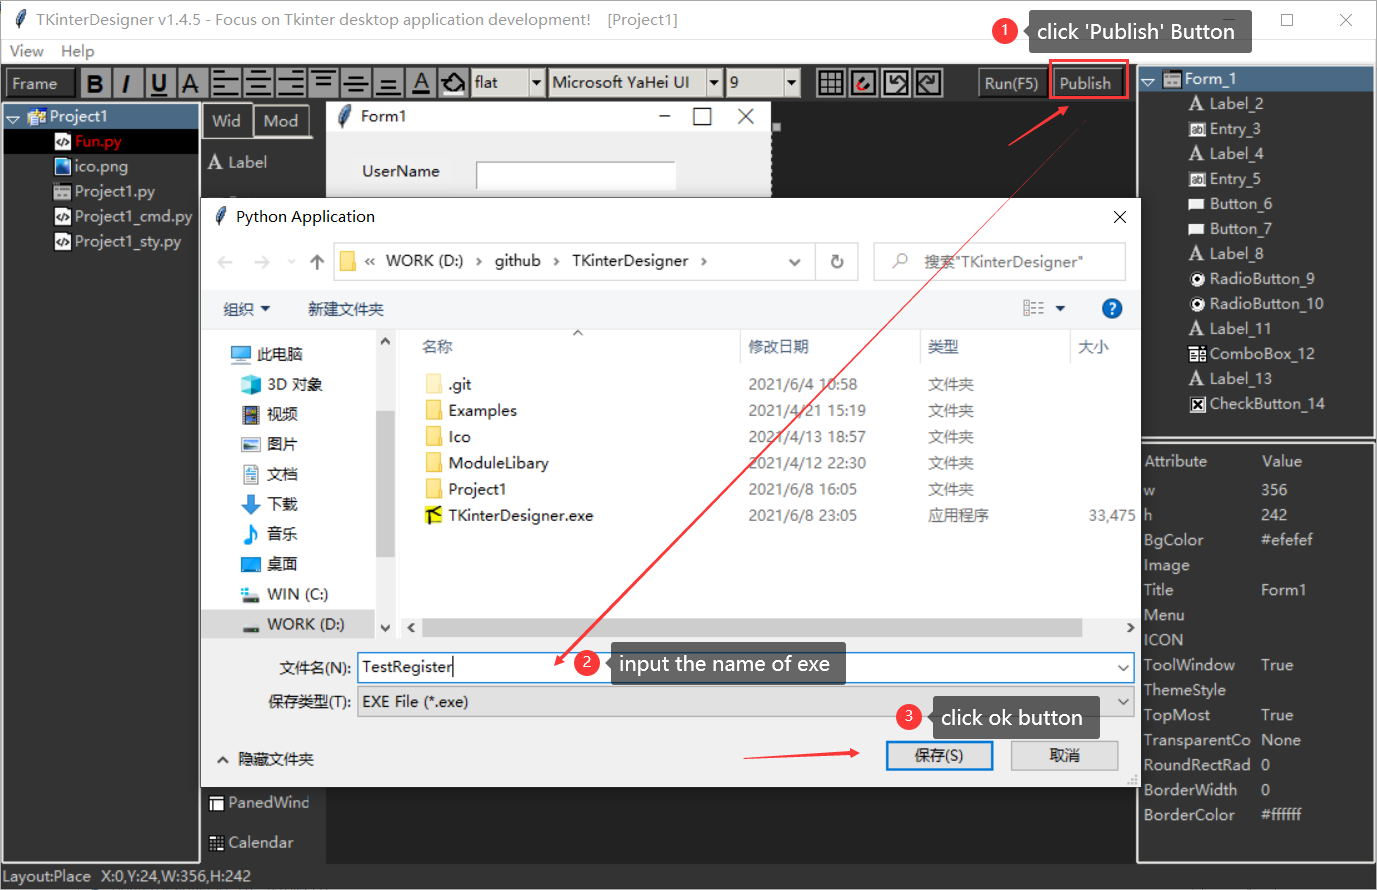 TKinterDesigner v1.4.5 - Focus on Tkinter desktop application development! [Project1]
1 click 'Publish' Button
View Help
Frame B I U A A flat Microsoft YaHei UI 9 Run(F5) Publish
Project1
Fun.py
ico.png
Project1.py
Project1_cmd.py
Project1_sty.py
Wid Mod
A Label
Form1
UserName
Form_1
A Label_2
ab Entry_3
A Label_4
ab Entry_5
Button_6
Button_7
A Label_8
RadioButton_9
RadioButton_10
A Label_11
ComboBox_12
A Label_13
CheckButton_14
Python Application
« WORK (D:) › github › TKinterDesigner ›
搜索"TKinterDesigner"
组织 新建文件夹 ?
此电脑
3D 对象
视频
图片
文档
下载
音乐
桌面
WIN (C:)
WORK (D:)
名称 修改日期 类型 大小
.git 2021/6/4 10:58 文件夹
Examples 2021/4/21 15:19 文件夹
Ico 2021/4/13 18:57 文件夹
ModuleLibary 2021/4/12 22:30 文件夹
Project1 2021/6/8 16:05 文件夹
TKinterDesigner.exe 2021/6/8 23:05 应用程序 33,475
文件名(N): TestRegister
2 input the name of exe
保存类型(T): EXE File (*.exe)
3 click ok button
隐藏文件夹 保存(S) 取消
PanedWind
Calendar
Attribute Value
w 356
h 242
BgColor #efefef
Image
Title Form1
Menu
ICON
ToolWindow True
ThemeStyle
TopMost True
TransparentCo None
RoundRectRad 0
BorderWidth 0
BorderColor #ffffff
Layout:Place X:0,Y:24,W:356,H:242